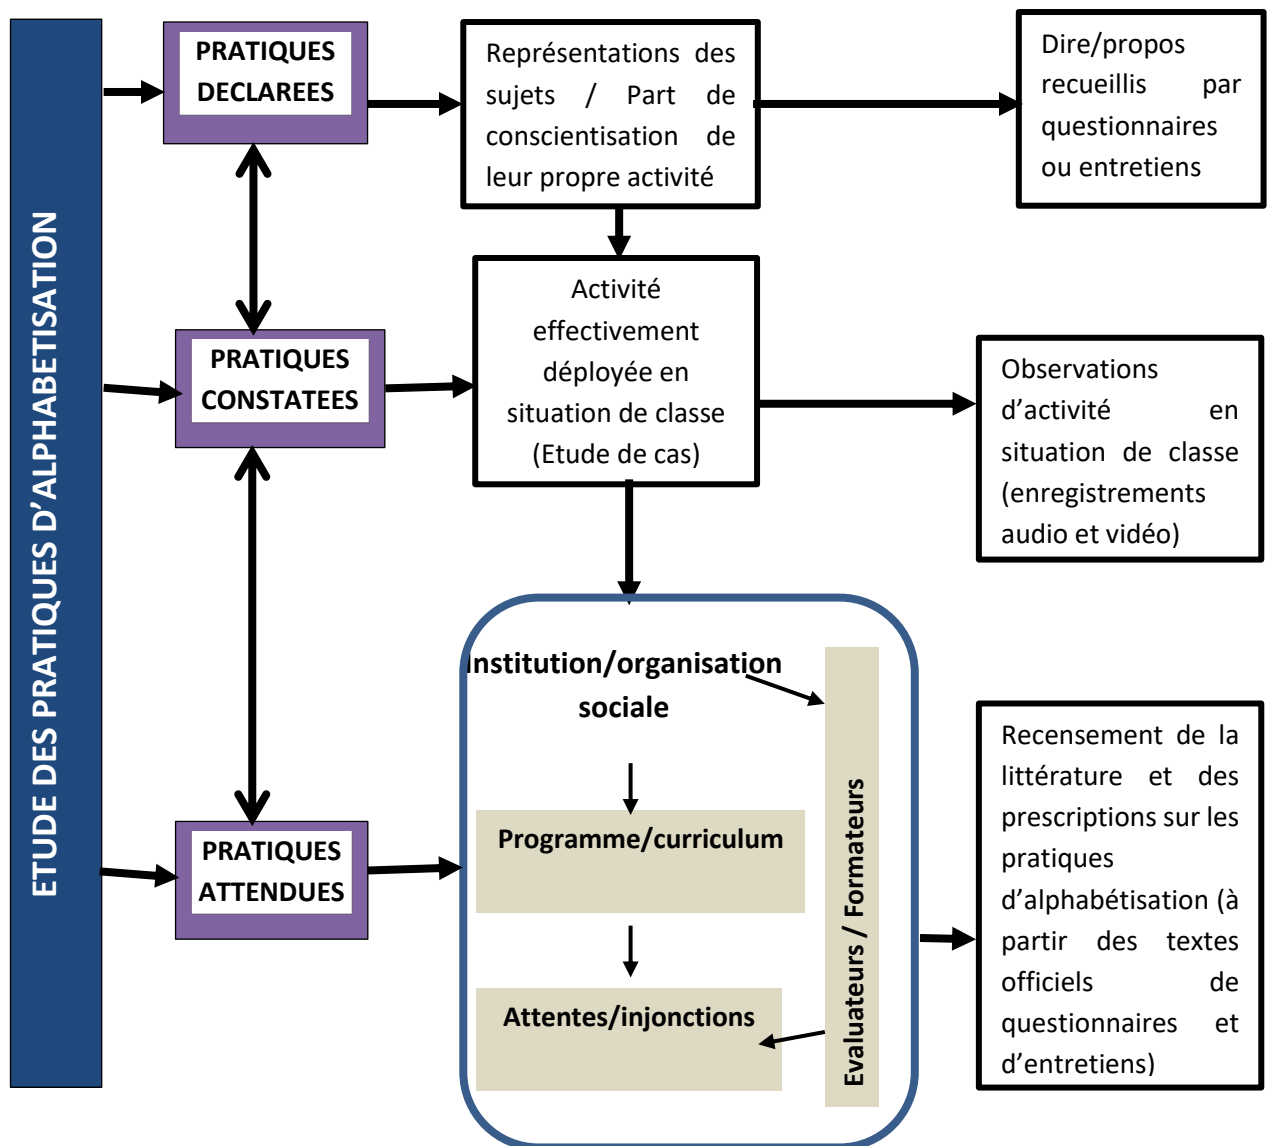 ETUDE DES PRATIQUES D’ALPHABETISATION
PRATIQUES
DECLAREES
Représentations des
sujets / Part de
conscientisation de
leur propre activité
Dire/propos
recueillis par
questionnaires
ou entretiens
PRATIQUES
CONSTATEES
Activité
effectivement
déployée en
situation de classe
(Etude de cas)
Observations
d’activité en
situation de classe
(enregistrements
audio et vidéo)
PRATIQUES
ATTENDUES
Institution/organisation
sociale
Programme/curriculum
Attentes/injonctions
Evaluateurs / Formateurs
Recensement de la
littérature et des
prescriptions sur les
pratiques
d’alphabétisation (à
partir des textes
officiels de
questionnaires et
d’entretiens)